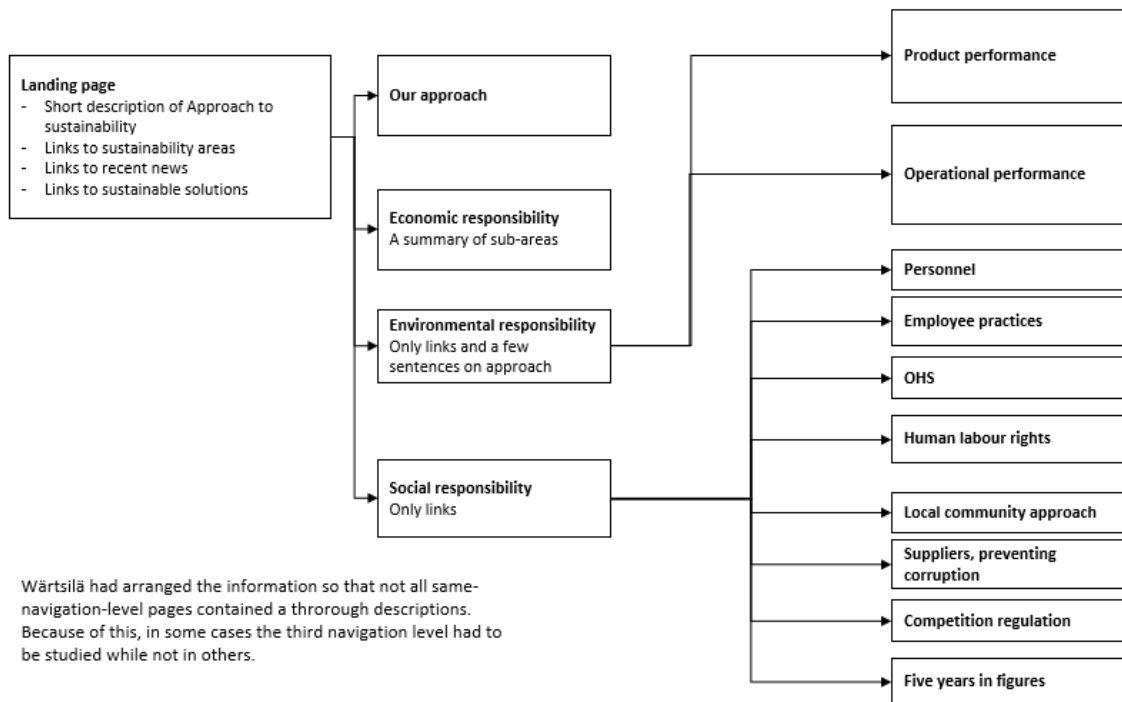 Landing page
- Short description of Approach to
sustainability
- Links to sustainability areas
- Links to recent news
- Links to sustainable solutions
Our approach
Economic responsibility
A summary of sub-areas
Environmental responsibility
Only links and a few
sentences on approach
Social responsibility
Only links
Product performance
Operational performance
Personnel
Employee practices
OHS
Human labour rights
Local community approach
Suppliers, preventing
corruption
Competition regulation
Five years in figures
Wärtsilä had arranged the information so that not all same-
navigation-level pages contained a throrough descriptions.
Because of this, in some cases the third navigation level had to
be studied while not in others.